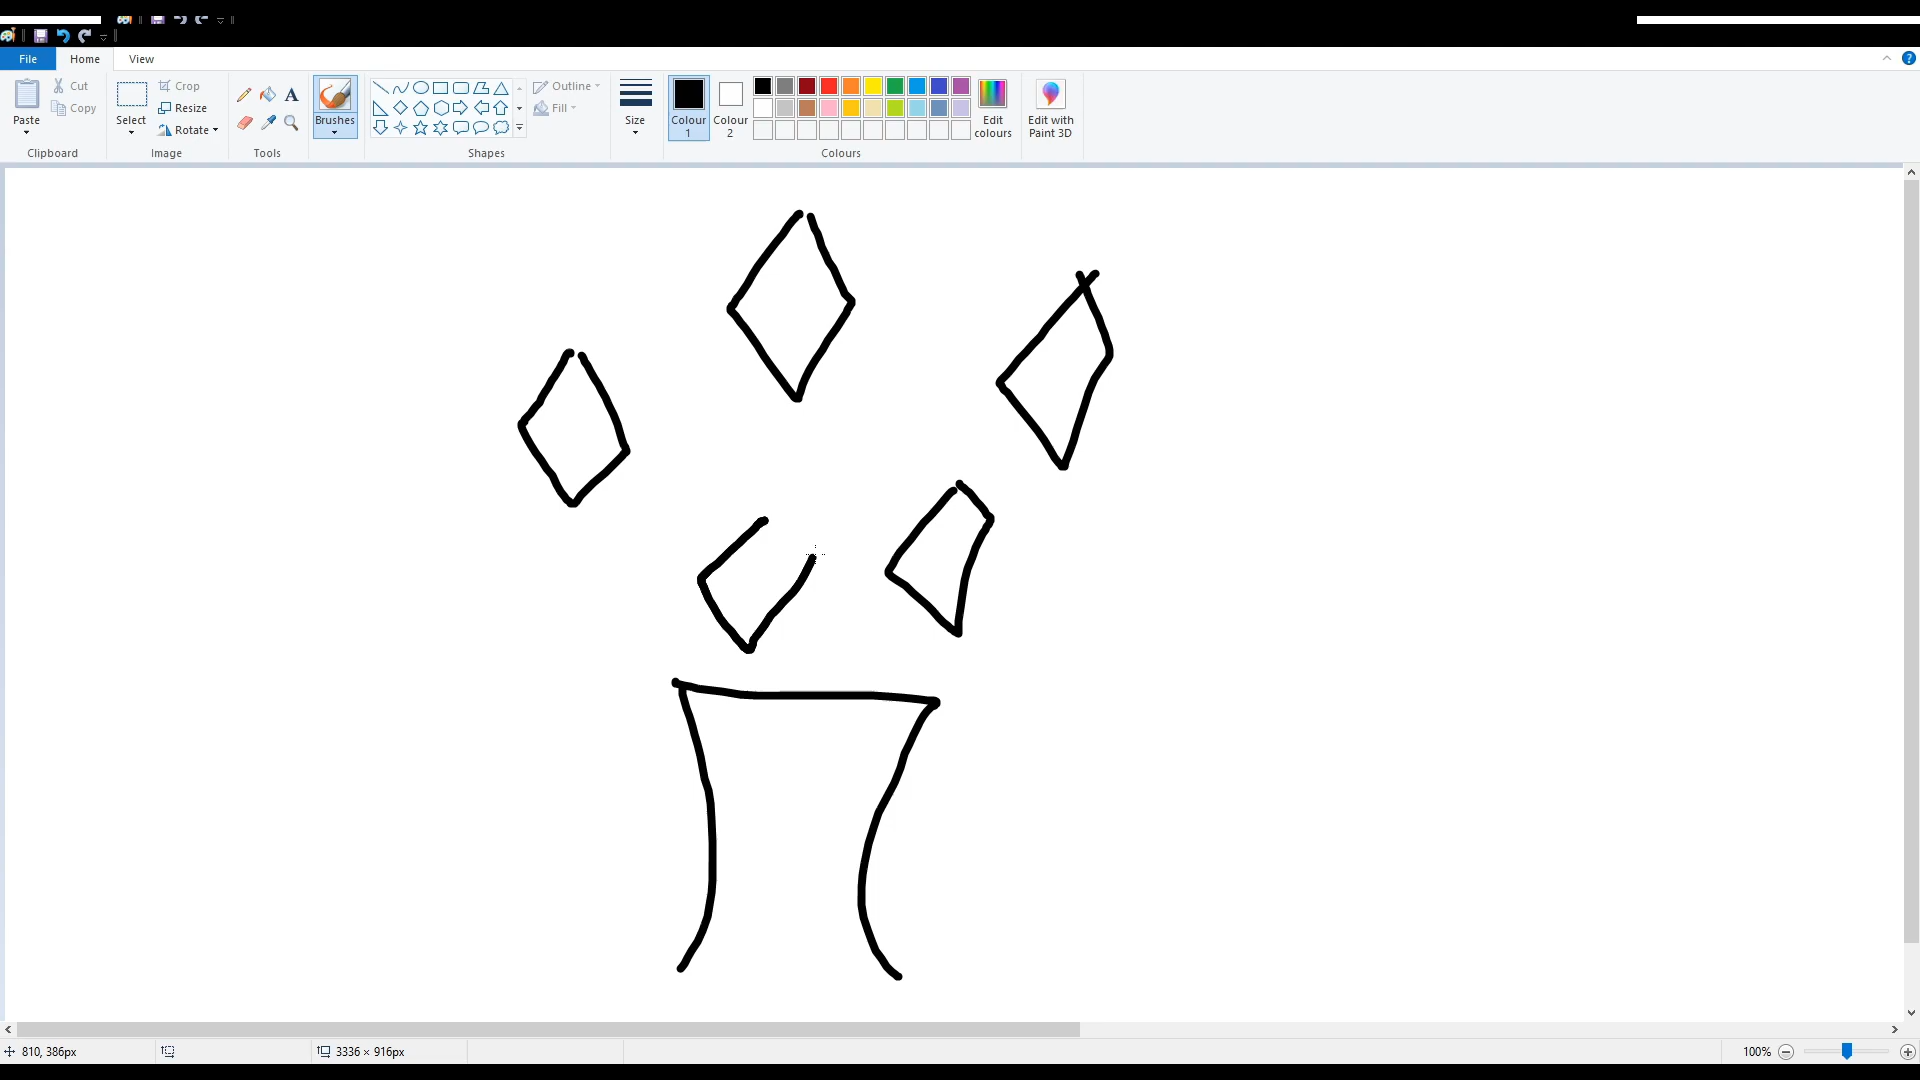 File Home View
Paste Cut Copy Clipboard
Select Crop Resize Rotate Image
A Tools
Brushes
Outline Fill Shapes
Size
Colour 1 Colour 2 Edit colours Colours
Edit with Paint 3D
810, 386px 3336 × 916px 100%